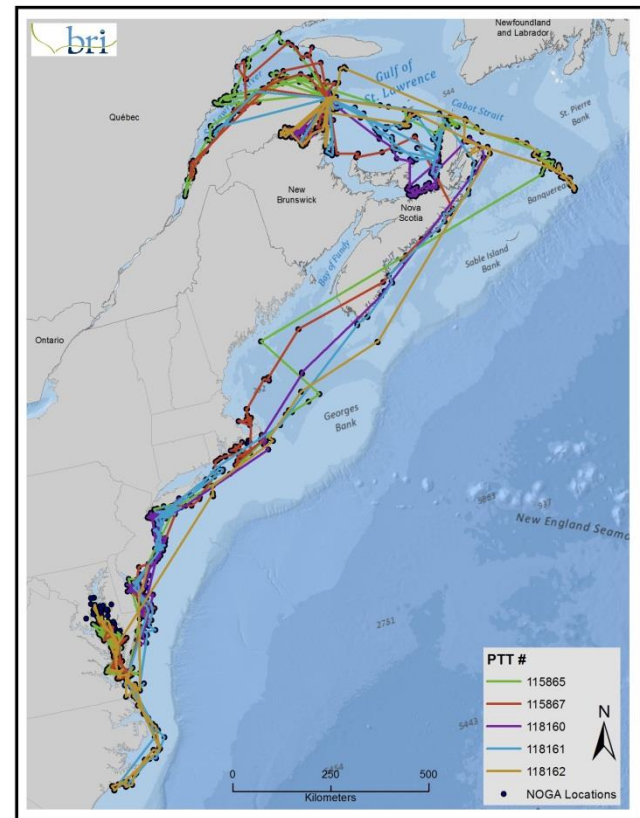 bri
Newfoundland
and Labrador
Gulf of
St. Lawrence
Cabot Strait
St. Pierre
Bank
Québec
New
Brunswick
Nova
Scotia
Banquereau
Bay of Fundy
Sable Island
Bank
Ontario
Georges
Bank
New England Seam
2751
5443
PTT #
115865
115867
118160
118161
118162
NOGA Locations
N
0
250
500
Kilometers